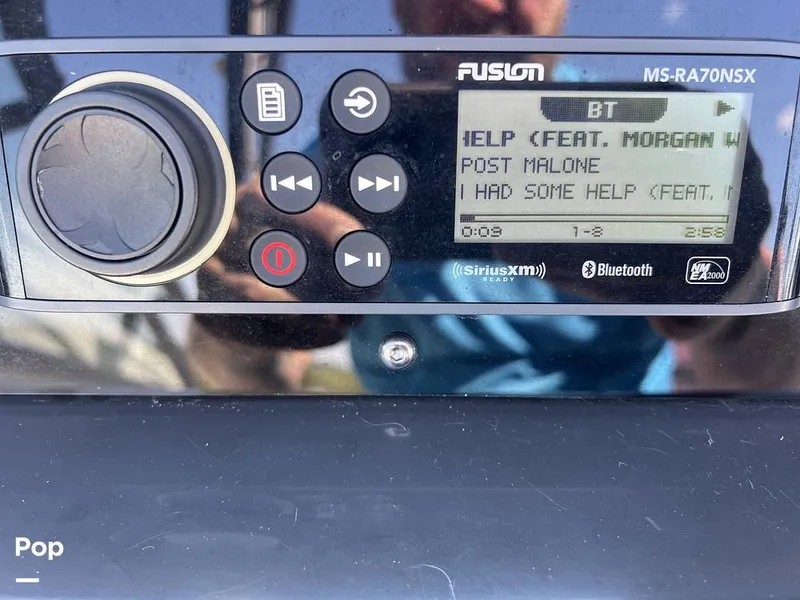 FUSION
MS-RA70NSX
BT
HELP (FEAT. MORGAN W
POST MALONE
I HAD SOME HELP (FEAT.
0:09 1-8 2:58
((SiriusXM))
READY
Bluetooth
NMEA 2000
Pop